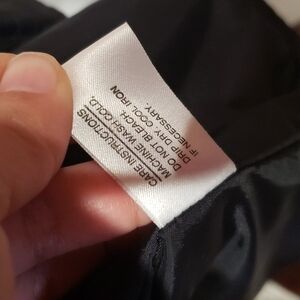 CARE INSTRUCTIONS
MACHINE WASH COLD,
DO NOT BLEACH.
DRIP DRY. COOL IRON
IF NECESSARY.